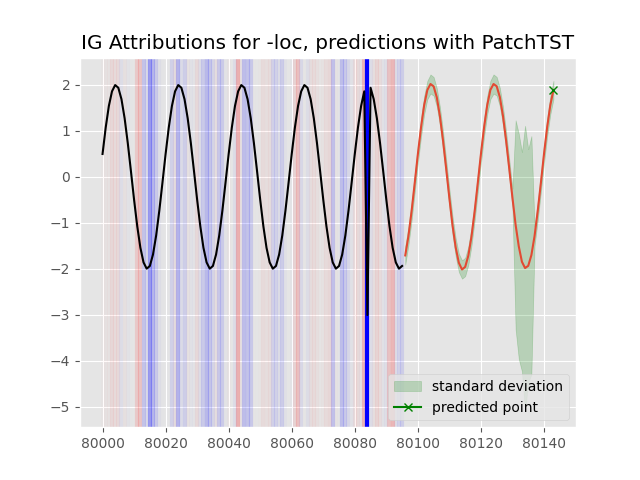 IG Attributions for -loc, predictions with PatchTST
2
1
0
−1
−2
−3
−4
−5
standard deviation
predicted point
80000 80020 80040 80060 80080 80100 80120 80140